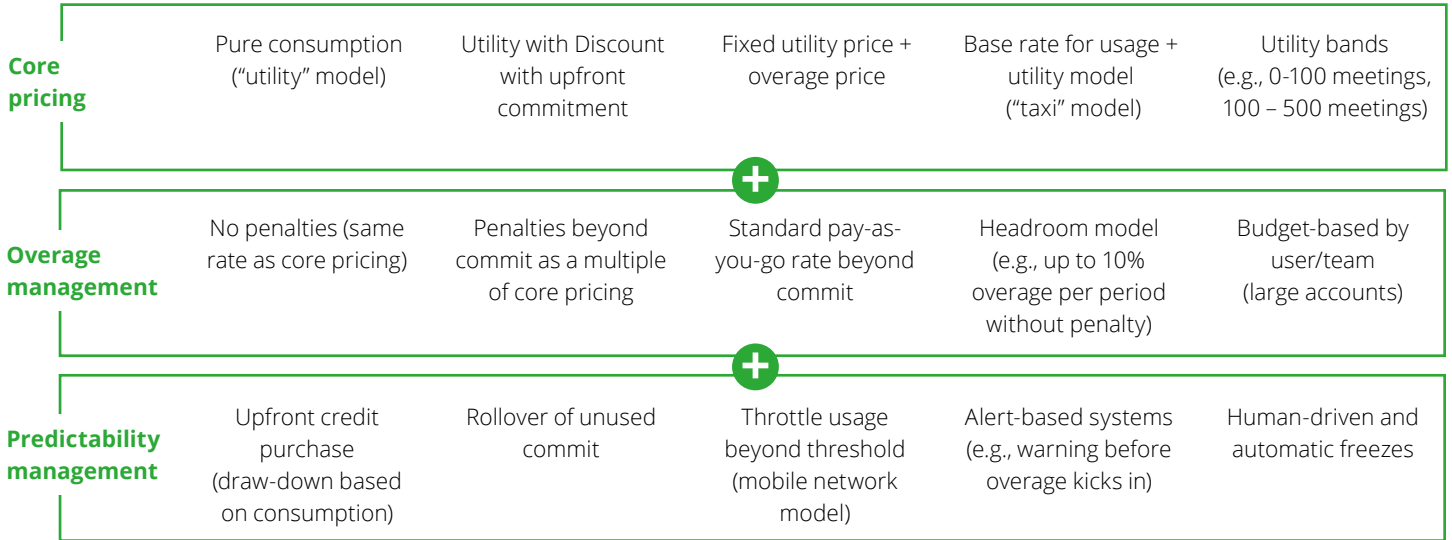 Core
pricing
Pure consumption
(“utility” model)
Utility with Discount
with upfront
commitment
Fixed utility price +
overage price
Base rate for usage +
utility model
(“taxi” model)
Utility bands
(e.g., 0-100 meetings,
100 – 500 meetings)
+
Overage
management
No penalties (same
rate as core pricing)
Penalties beyond
commit as a multiple
of core pricing
Standard pay-as-
you-go rate beyond
commit
Headroom model
(e.g., up to 10%
overage per period
without penalty)
Budget-based by
user/team
(large accounts)
+
Predictability
management
Upfront credit
purchase
(draw-down based
on consumption)
Rollover of unused
commit
Throttle usage
beyond threshold
(mobile network
model)
Alert-based systems
(e.g., warning before
overage kicks in)
Human-driven and
automatic freezes